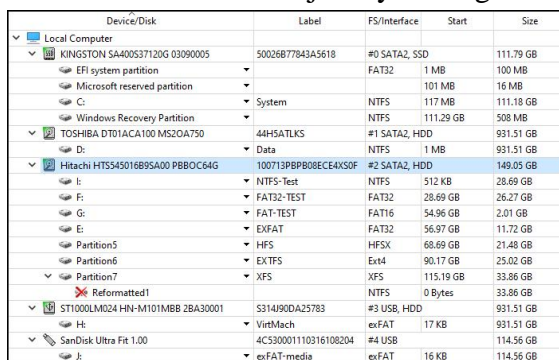 Device/Disk Label FS/Interface Start Size
Local Computer
KINGSTON SA400S37120G 03090005 50026B77843A5618 #0 SATA2, SSD 111.79 GB
EFI system partition FAT32 1 MB 100 MB
Microsoft reserved partition 101 MB 16 MB
C: System NTFS 117 MB 111.18 GB
Windows Recovery Partition NTFS 111.29 GB 508 MB
TOSHIBA DT01ACA100 MS2OA750 44H5ATLKS #1 SATA2, HDD 931.51 GB
D: Data NTFS 1 MB 931.51 GB
Hitachi HTS545016B9SA00 PBBOC64G 100713PBPB08ECE4XS0F #2 SATA2, HDD 149.05 GB
I: NTFS-Test NTFS 512 KB 28.69 GB
F: FAT32-TEST FAT32 28.69 GB 26.27 GB
G: FAT-TEST FAT16 54.96 GB 2.01 GB
E: EXFAT FAT32 56.97 GB 11.72 GB
Partition5 HFS HFSX 68.69 GB 21.48 GB
Partition6 EXTFS Ext4 90.17 GB 25.02 GB
Partition7 XFS XFS 115.19 GB 33.86 GB
Reformatted1 NTFS 0 Bytes 33.86 GB
ST1000LM024 HN-M101MBB 2BA30001 S314J90DA25783 #3 USB, HDD 931.51 GB
H: VirtMach exFAT 17 KB 931.51 GB
SanDisk Ultra Fit 1.00 4C530001110316108204 #4 USB 114.56 GB
J: exFAT-media exFAT 16 KB 114.56 GB